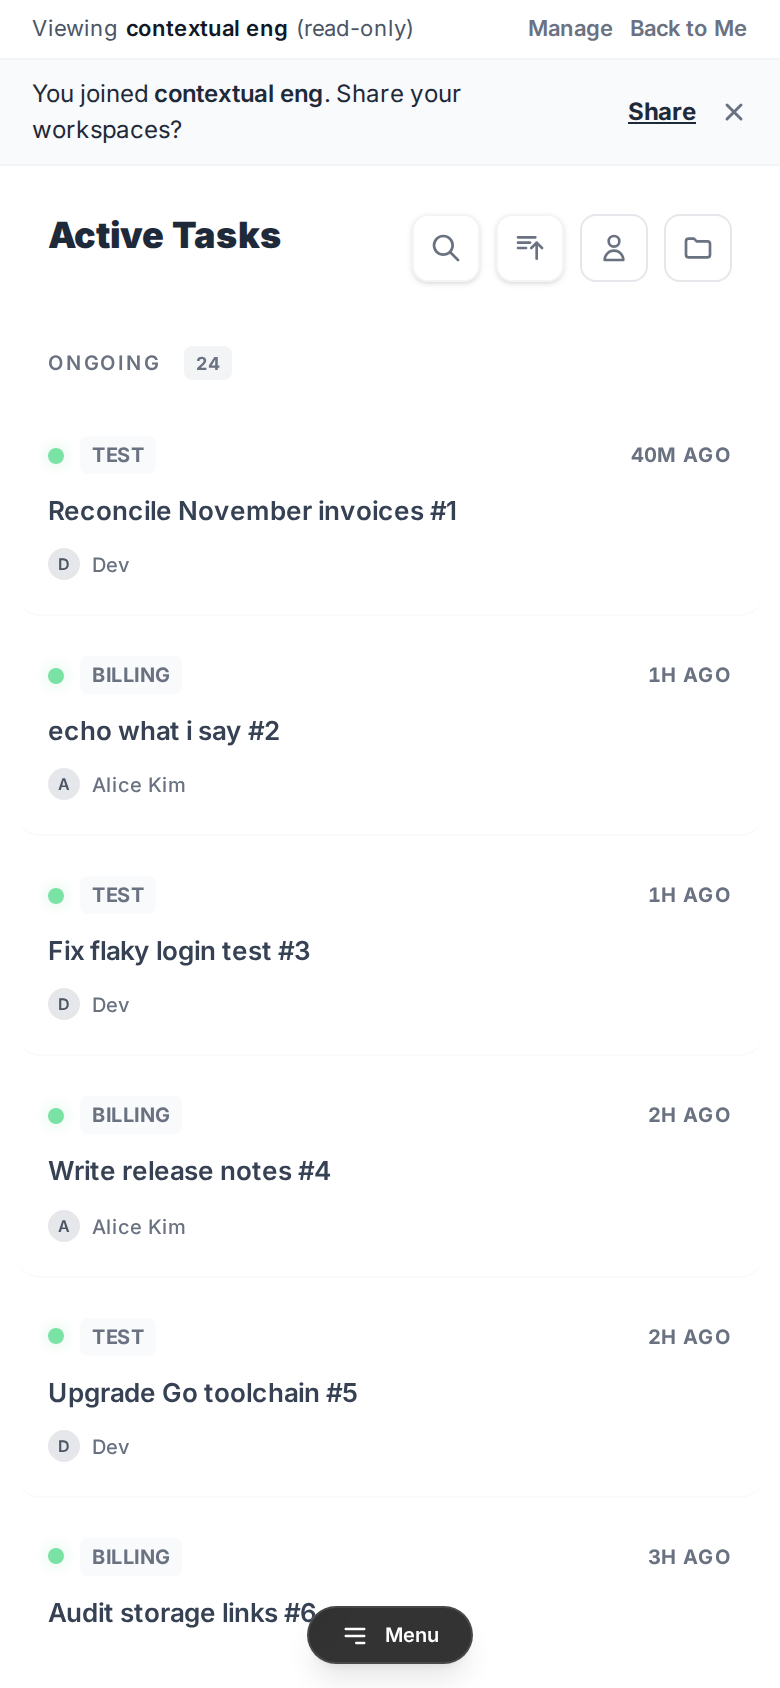 Viewing contextual eng (read-only)
Manage Back to Me
You joined contextual eng. Share your
workspaces?
Share
Active Tasks
ONGOING 24
TEST 40M AGO
Reconcile November invoices #1
D Dev
BILLING 1H AGO
echo what i say #2
A Alice Kim
TEST 1H AGO
Fix flaky login test #3
D Dev
BILLING 2H AGO
Write release notes #4
A Alice Kim
TEST 2H AGO
Upgrade Go toolchain #5
D Dev
BILLING 3H AGO
Audit storage links #6
Menu